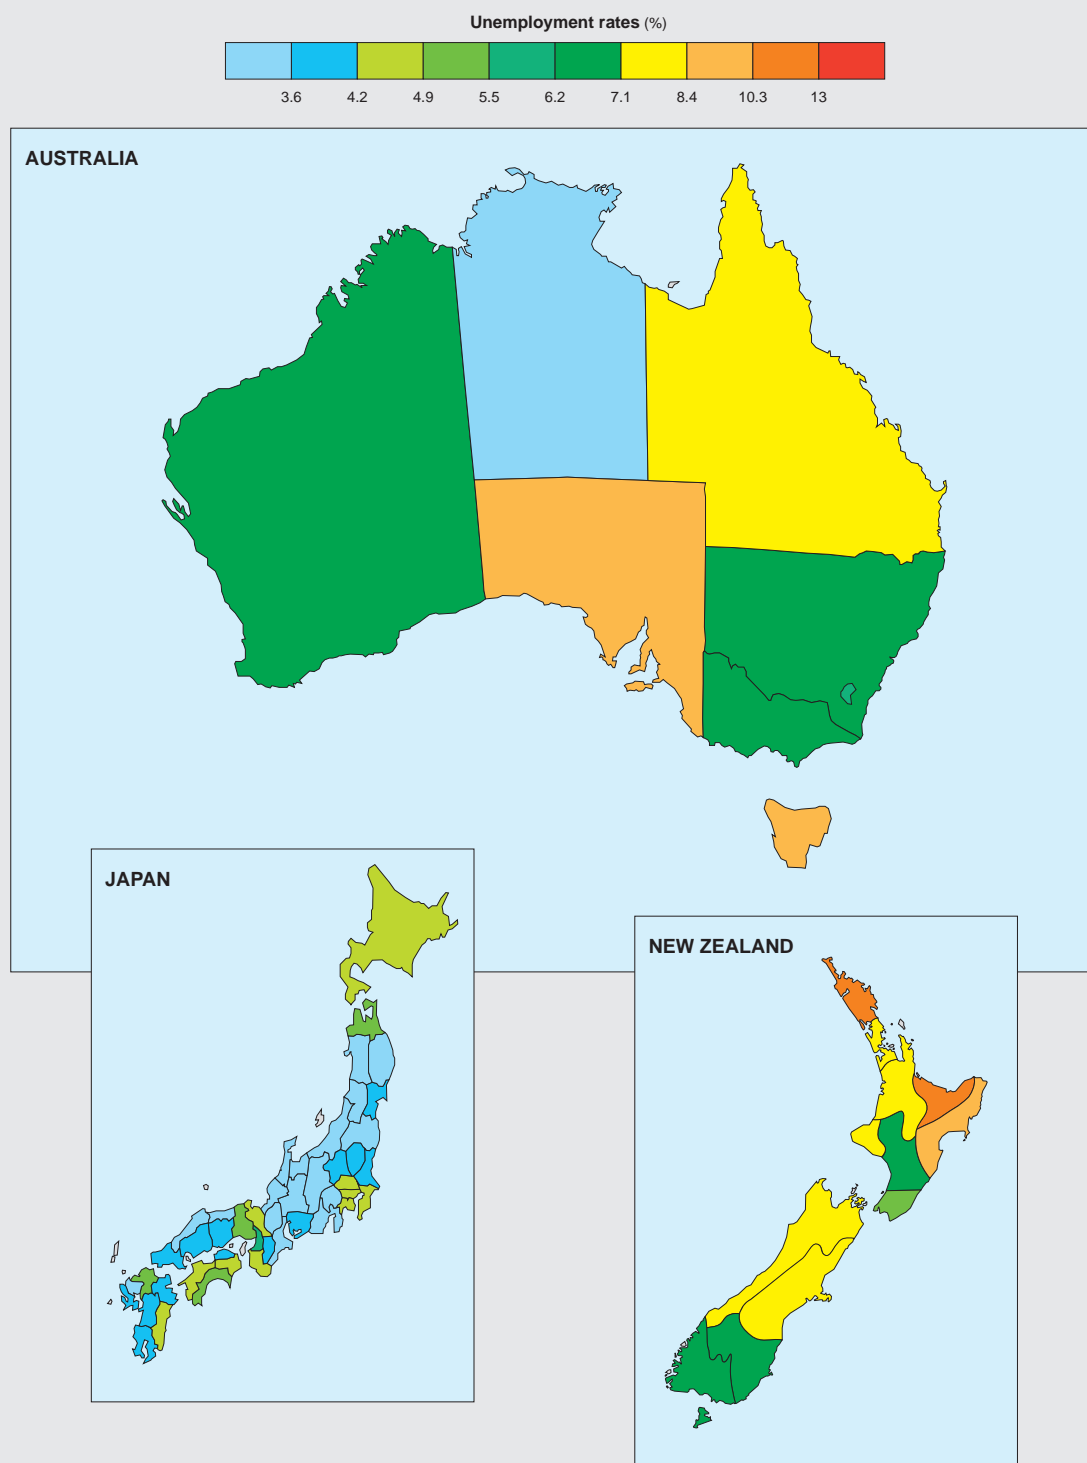 Unemployment rates (%)
3.6 4.2 4.9 5.5 6.2 7.1 8.4 10.3 13
AUSTRALIA
JAPAN
NEW ZEALAND